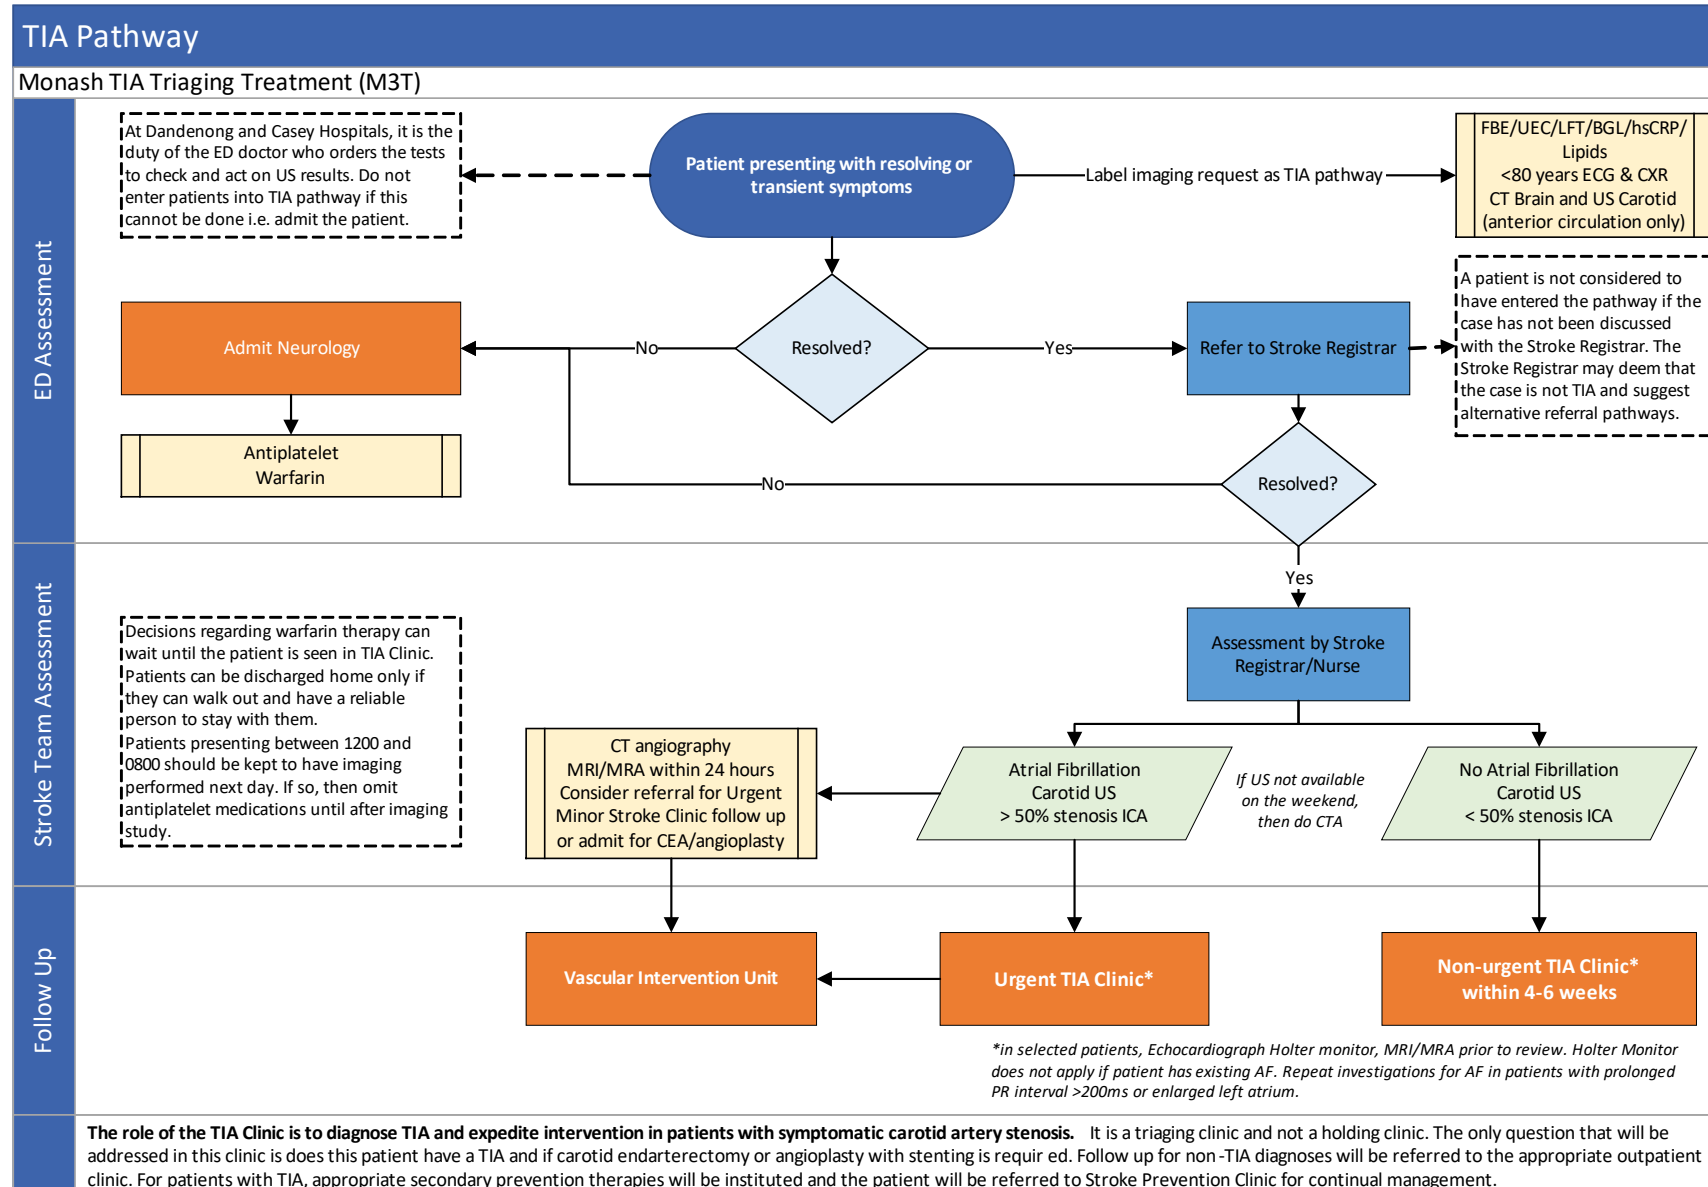 TIA Pathway
Monash TIA Triaging Treatment (M3T)
ED Assessment
At Dandenong and Casey Hospitals, it is the
duty of the ED doctor who orders the tests
to check and act on US results. Do not
enter patients into TIA pathway if this
cannot be done i.e. admit the patient.
Patient presenting with resolving or
transient symptoms
Label imaging request as TIA pathway
FBE/UEC/LFT/BGL/hsCRP/
Lipids
<80 years ECG & CXR
CT Brain and US Carotid
(anterior circulation only)
Admit Neurology
No
Resolved?
Yes
Refer to Stroke Registrar
A patient is not considered to
have entered the pathway if the
case has not been discussed
with the Stroke Registrar. The
Stroke Registrar may deem that
the case is not TIA and suggest
alternative referral pathways.
Antiplatelet
Warfarin
No
Resolved?
Yes
Stroke Team Assessment
Decisions regarding warfarin therapy can
wait until the patient is seen in TIA Clinic.
Patients can be discharged home only if
they can walk out and have a reliable
person to stay with them.
Patients presenting between 1200 and
0800 should be kept to have imaging
performed next day. If so, then omit
antiplatelet medications until after imaging
study.
Assessment by Stroke
Registrar/Nurse
CT angiography
MRI/MRA within 24 hours
Consider referral for Urgent
Minor Stroke Clinic follow up
or admit for CEA/angioplasty
Atrial Fibrillation
Carotid US
> 50% stenosis ICA
If US not available
on the weekend,
then do CTA
No Atrial Fibrillation
Carotid US
< 50% stenosis ICA
Follow Up
Vascular Intervention Unit
Urgent TIA Clinic*
Non-urgent TIA Clinic*
within 4-6 weeks
*in selected patients, Echocardiograph Holter monitor, MRI/MRA prior to review. Holter Monitor
does not apply if patient has existing AF. Repeat investigations for AF in patients with prolonged
PR interval >200ms or enlarged left atrium.
The role of the TIA Clinic is to diagnose TIA and expedite intervention in patients with symptomatic carotid artery stenosis. It is a triaging clinic and not a holding clinic. The only question that will be
addressed in this clinic is does this patient have a TIA and if carotid endarterectomy or angioplasty with stenting is requir ed. Follow up for non-TIA diagnoses will be referred to the appropriate outpatient
clinic. For patients with TIA, appropriate secondary prevention therapies will be instituted and the patient will be referred to Stroke Prevention Clinic for continual management.